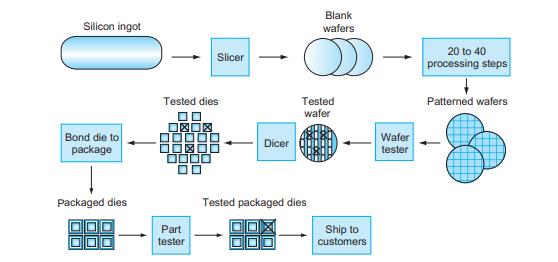 Silicon ingot
Slicer
Blank
wafers
20 to 40
processing steps
Tested dies
Tested
wafer
Patterned wafers
Bond die to
package
Dicer
Wafer
tester
Packaged dies
Tested packaged dies
Part
tester
Ship to
customers